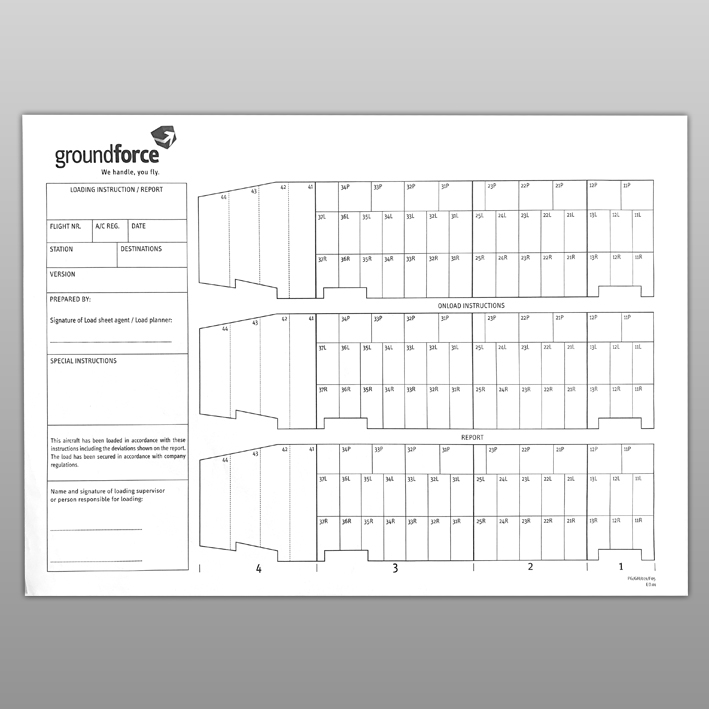 groundforce
We handle, you fly.
LOADING INSTRUCTION / REPORT
FLIGHT NR. A/C REG. DATE
STATION DESTINATIONS
VERSION
PREPARED BY:
Signature of Load sheet agent / Load planner:
SPECIAL INSTRUCTIONS
This aircraft has been loaded in accordance with these
instructions including the deviations shown on the report.
The load has been secured in accordance with company
regulations.
Name and signature of loading supervisor
or person responsible for loading:
44 43 42 41 34P 33P 32P 31P 23P 22P 21P 12P 11P
37L 36L 35L 34L 33L 32L 31L 25L 24L 23L 22L 21L 13L 12L 11L
37R 36R 35R 34R 33R 32R 31R 25R 24R 23R 22R 21R 13R 12R 11R
ONLOAD INSTRUCTIONS
44 43 42 41 34P 33P 32P 31P 23P 22P 21P 12P 11P
37L 36L 35L 34L 33L 32L 31L 25L 24L 23L 22L 21L 13L 12L 11L
37R 36R 35R 34R 33R 32R 31R 25R 24R 23R 22R 21R 13R 12R 11R
REPORT
44 43 42 41 34P 33P 32P 31P 23P 22P 21P 12P 11P
37L 36L 35L 34L 33L 32L 31L 25L 24L 23L 22L 21L 13L 12L 11L
37R 36R 35R 34R 33R 32R 31R 25R 24R 23R 22R 21R 13R 12R 11R
4 3 2 1